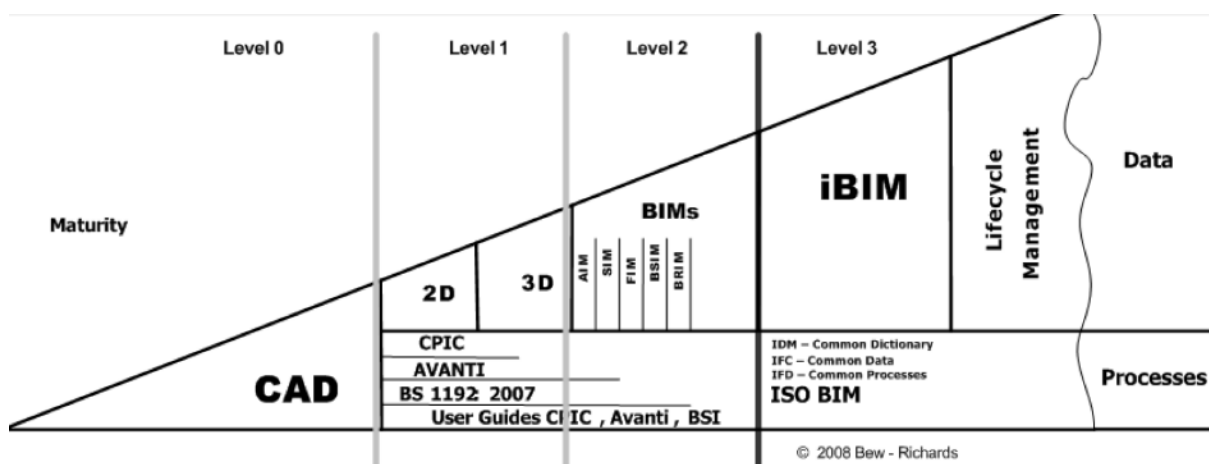 Level 0
Level 1
Level 2
Level 3
Maturity
2D
3D
BIMs
AIM
SIM
FIM
BSIM
BRIM
iBIM
Lifecycle
Management
Data
CAD
CPIC
AVANTI
BS 1192: 2007
User Guides CPIC , Avanti , BSI
IDM – Common Dictionary
IFC – Common Data
IFD – Common Processes
ISO BIM
Processes
© 2008 Bew - Richards